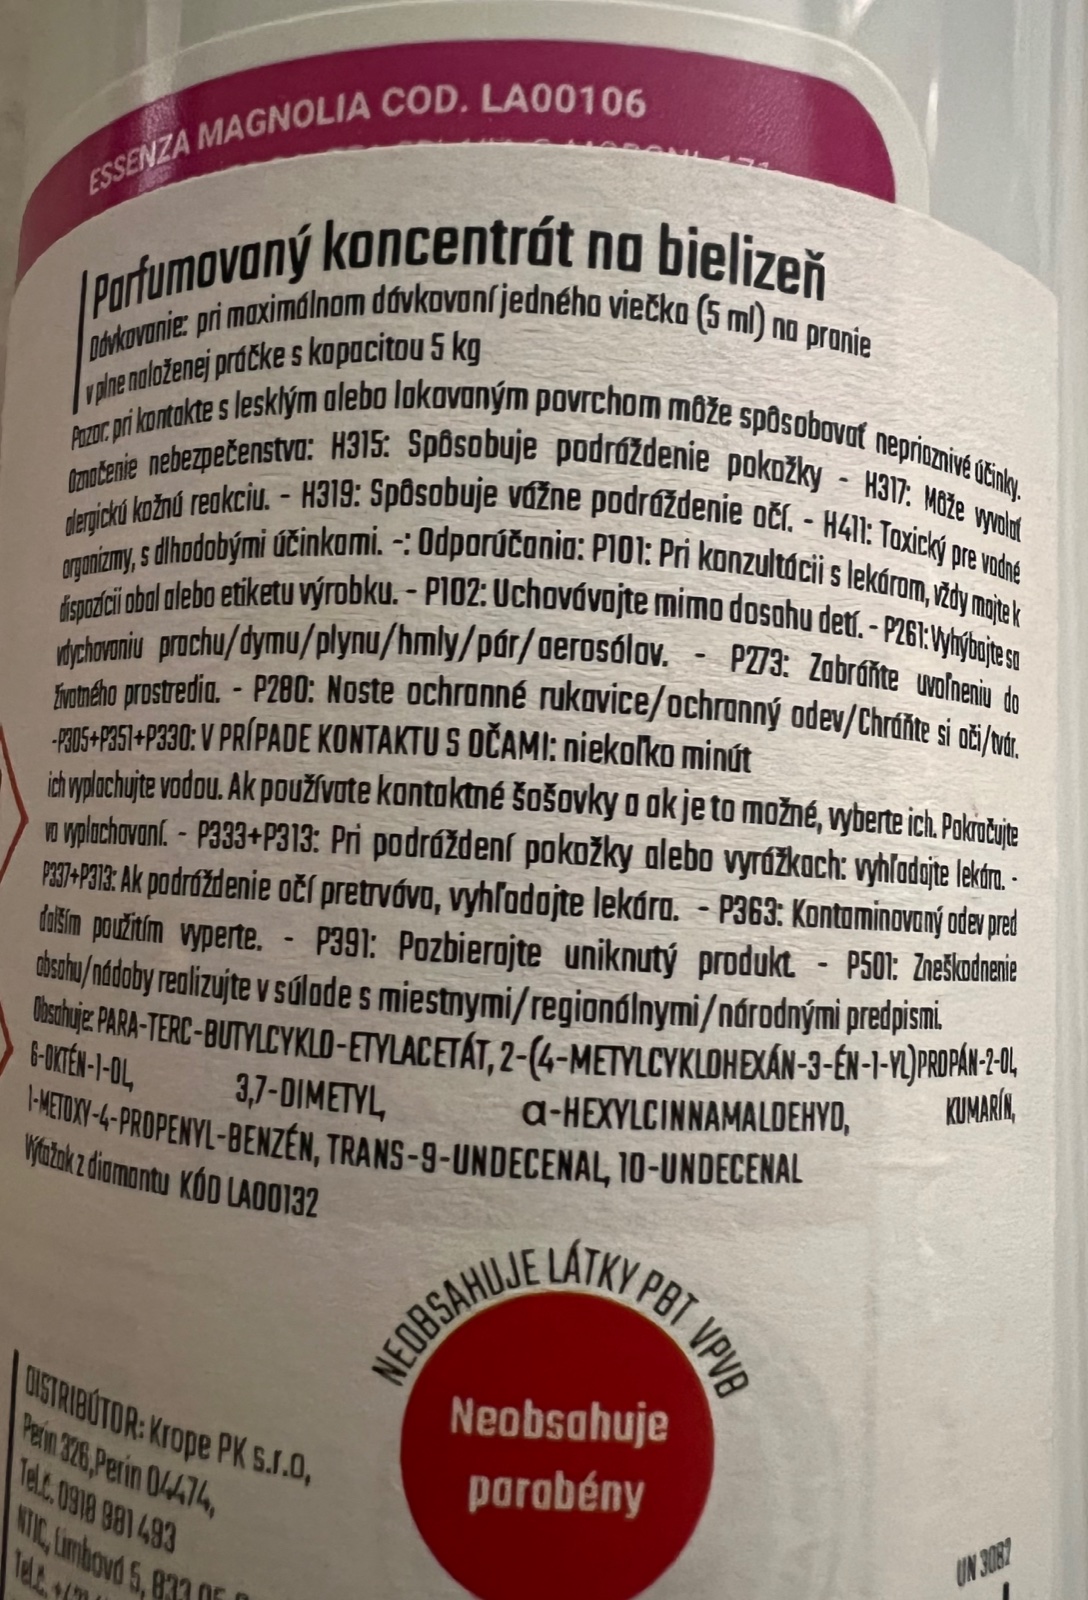 ESSENZA MAGNOLIA COD. LA00106
Parfumovaný koncentrát na bielizeň
Dávkovanie: pri maximálnom dávkovaní jedného viečka (5 ml) na pranie
v plne naloženej práčke s kapacitou 5 kg
Pozor: pri kontakte s lesklým alebo lakovaným povrchom môže spôsobovať nepriaznivé účinky.
Označenie nebezpečenstva: H315: Spôsobuje podráždenie pokožky - H317: Môže vyvolať
alergickú kožnú reakciu. - H319: Spôsobuje vážne podráždenie očí. - H411: Toxický pre vodné
organizmy, s dlhodobými účinkami. -: Odporúčania: P101: Pri konzultácii s lekárom, vždy majte k
dispozícii obal alebo etiketu výrobku. - P102: Uchovávajte mimo dosahu detí. - P261: Vyhýbajte sa
vdychovaniu prachu/dymu/plynu/hmly/pár/aerosólov. - P273: Zabráňte uvoľneniu do
životného prostredia. - P280: Noste ochranné rukavice/ochranný odev/Chráňte si oči/tvár.
-P305+P351+P330: V PRÍPADE KONTAKTU S OČAMI: niekoľko minút
ich vyplachujte vodou. Ak používate kontaktné šošovky a ak je to možné, vyberte ich. Pokračujte
vo vyplachovaní. - P333+P313: Pri podráždení pokožky alebo vyrážkach: vyhľadajte lekára. -
P337+P313: Ak podráždenie očí pretrváva, vyhľadajte lekára. - P363: Kontaminovaný odev pred
ďalším použitím vyperte. - P391: Pozbierajte uniknutý produkt. - P501: Zneškodnenie
obsahu/nádoby realizujte v súlade s miestnymi/regionálnymi/národnými predpismi.
Obsahuje: PARA-TERC-BUTYLCYKLO-ETYLACETÁT, 2-(4-METYLCYKLOHEXÁN-3-ÉN-1-YL)PROPÁN-2-OL,
6-OKTÉN-1-OL, 3,7-DIMETYL, α-HEXYLCINNAMALDEHYD, KUMARÍN,
1-METOXY-4-PROPENYL-BENZÉN, TRANS-9-UNDECENAL, 10-UNDECENAL
Výťažok z diamantu KÓD LA00132
NEOBSAHUJE LÁTKY PBT VPVB
Neobsahuje
parabény
DISTRIBÚTOR: Krope PK s.r.o,
Perín 326, Perin 04474,
Tel.č. 0918 981 493
NTIC, Limbová 5, 833 05
Tel.č.
UN 3082